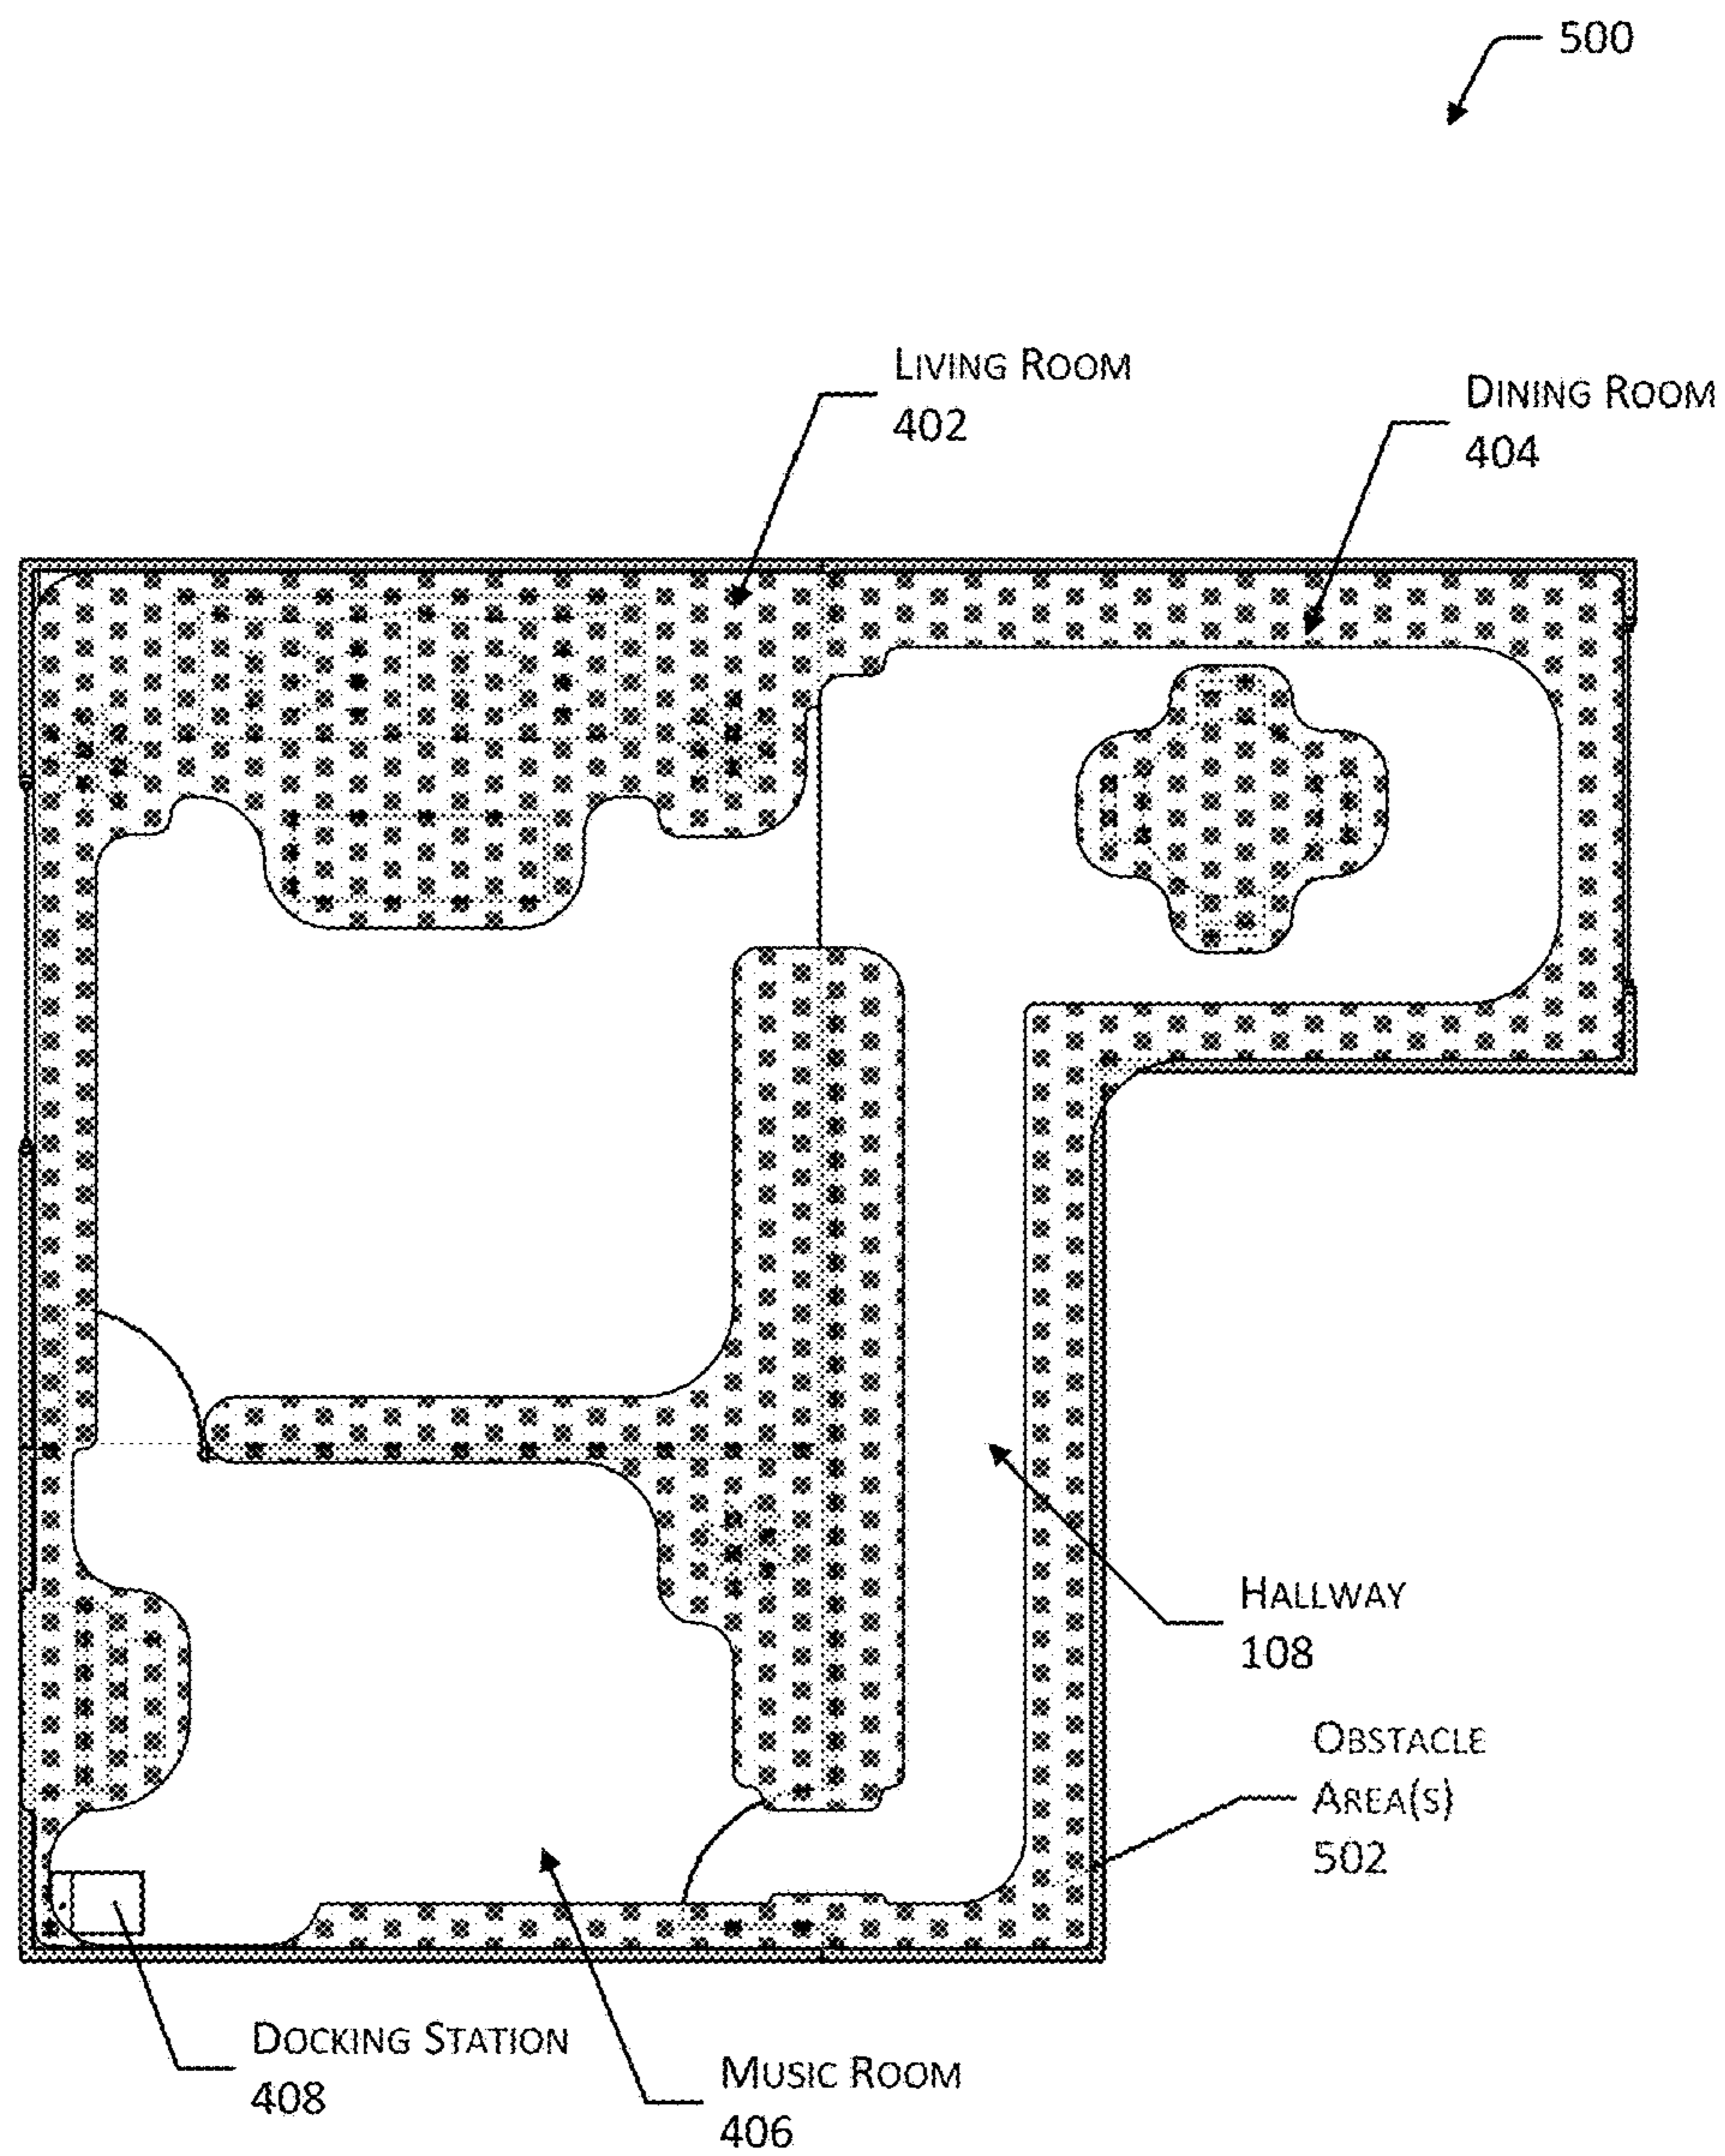 500
LIVING ROOM
402
DINING ROOM
404
HALLWAY
108
OBSTACLE
AREA(S)
502
DOCKING STATION
408
MUSIC ROOM
406